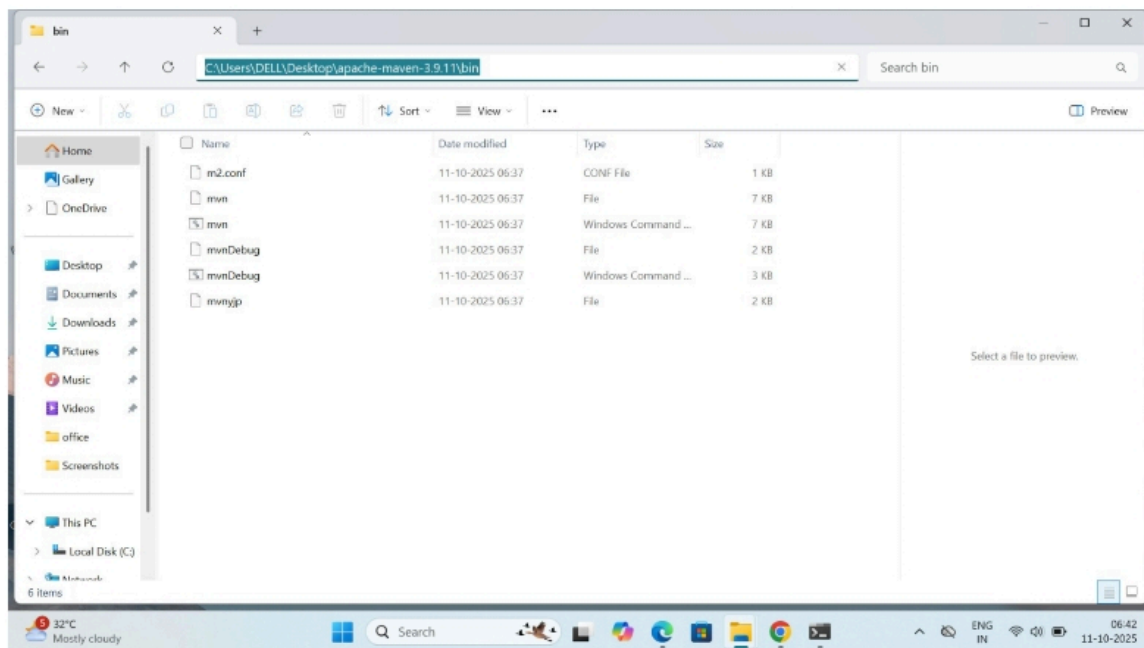 bin
C:\Users\DELL\Desktop\apache-maven-3.9.11\bin
Search bin
New
Sort
View
Preview
Name Date modified Type Size
m2.conf 11-10-2025 06:37 CONF File 1 KB
mvn 11-10-2025 06:37 File 7 KB
mvn 11-10-2025 06:37 Windows Command ... 7 KB
mvnDebug 11-10-2025 06:37 File 2 KB
mvnDebug 11-10-2025 06:37 Windows Command ... 3 KB
mvnyjp 11-10-2025 06:37 File 2 KB
Home
Gallery
OneDrive
Desktop
Documents
Downloads
Pictures
Music
Videos
office
Screenshots
This PC
Local Disk (C:)
Network
Select a file to preview.
6 items
5
32°C
Mostly cloudy
Search
ENG
IN
06:42
11-10-2025